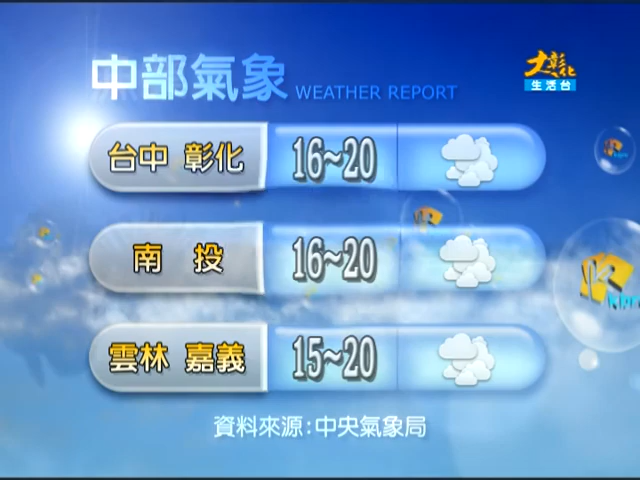 中部氣象 WEATHER REPORT
大彰化
生活台
台中 彰化 16~20
南 投 16~20
雲林 嘉義 15~20
資料來源:中央氣象局